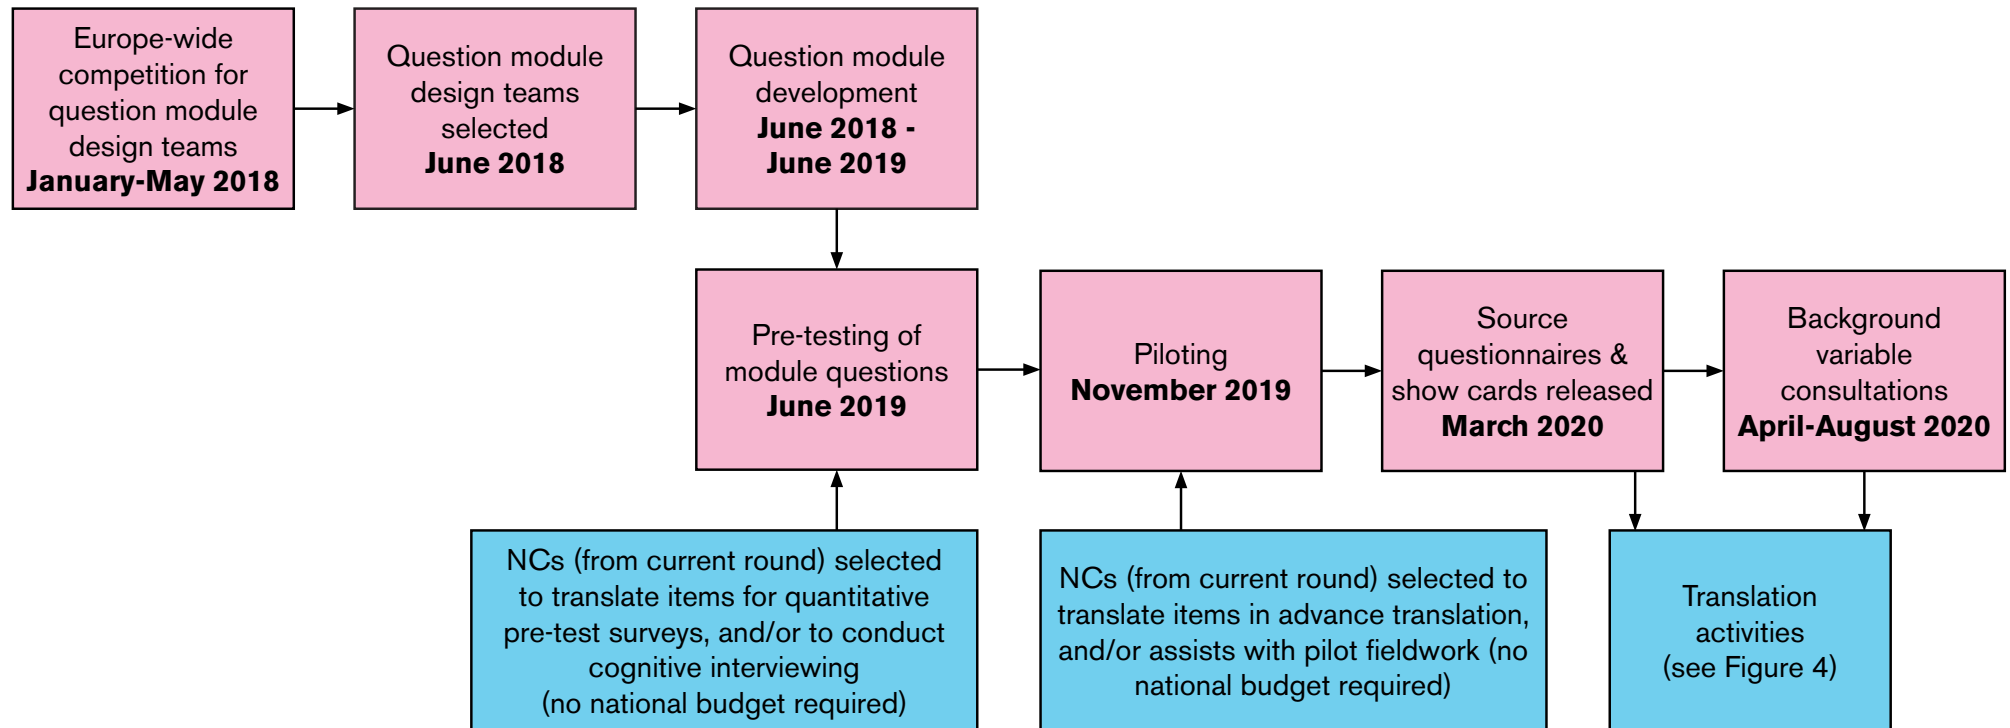 Europe-wide
competition for
question module
design teams
January-May 2018
Question module
design teams
selected
June 2018
Question module
development
June 2018 -
June 2019
Pre-testing of
module questions
June 2019
Piloting
November 2019
Source
questionnaires &
show cards released
March 2020
Background
variable
consultations
April-August 2020
NCs (from current round) selected
to translate items for quantitative
pre-test surveys, and/or to conduct
cognitive interviewing
(no national budget required)
NCs (from current round) selected to
translate items in advance translation,
and/or assists with pilot fieldwork (no
national budget required)
Translation
activities
(see Figure 4)